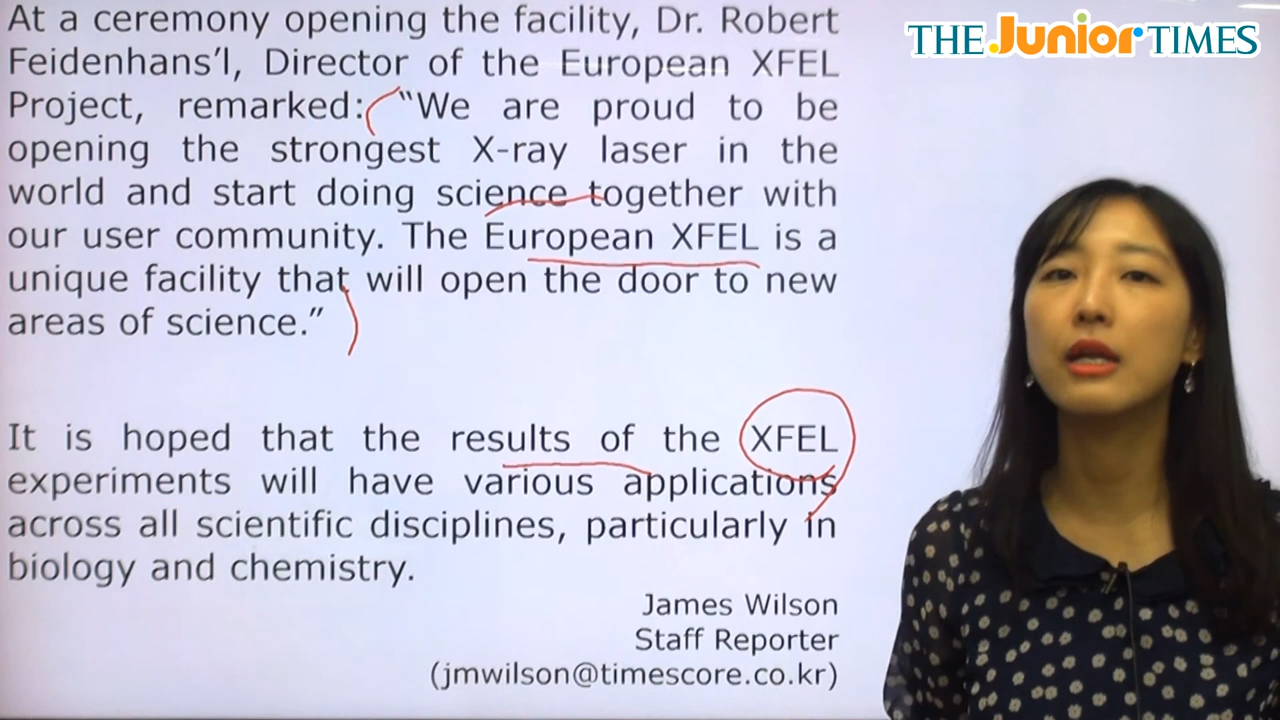 THE Junior TIMES
At a ceremony opening the facility, Dr. Robert
Feidenhans’l, Director of the European XFEL
Project, remarked: “We are proud to be
opening the strongest X-ray laser in the
world and start doing science together with
our user community. The European XFEL is a
unique facility that will open the door to new
areas of science.”
It is hoped that the results of the XFEL
experiments will have various applications
across all scientific disciplines, particularly in
biology and chemistry.
James Wilson
Staff Reporter
(jmwilson@timescore.co.kr)